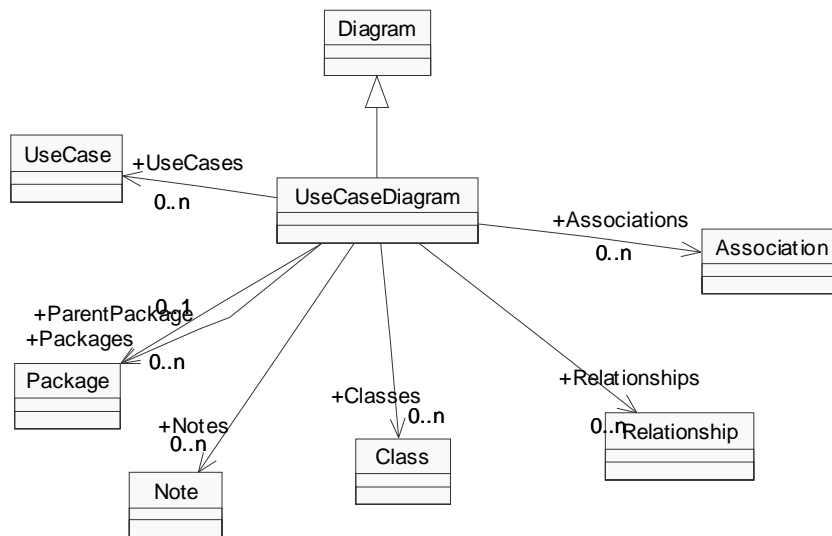 Diagram
UseCase
+UseCases
0..n
UseCaseDiagram
+Associations
0..n
Association
0..1
+ParentPackage
+Packages
0..n
Package
+Relationships
+Classes
0..n
0..n
Relationship
+Notes
0..n
Class
Note